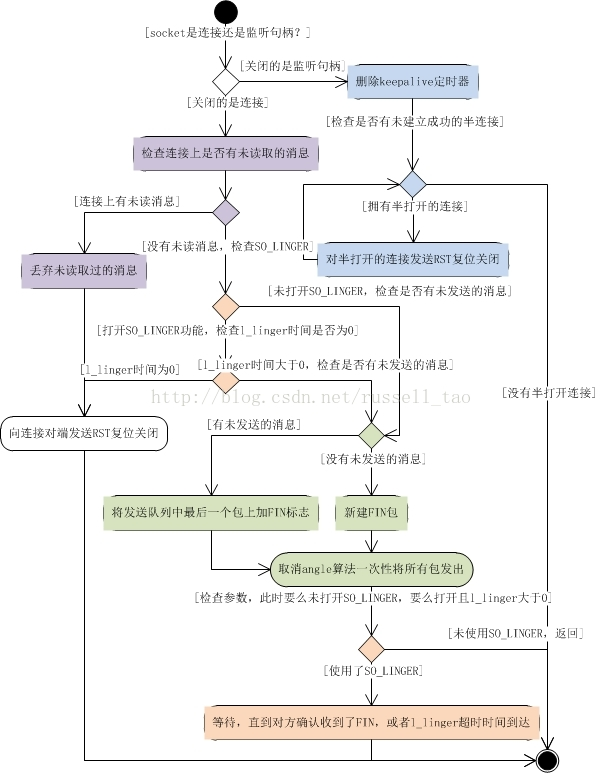 [socket是连接还是监听句柄？]
[关闭的是监听句柄]
删除keepalive定时器
[关闭的是连接]
[检查是否有未建立成功的半连接]
检查连接上是否有未读取的消息
[连接上有未读消息]
[拥有半打开的连接]
[没有未读消息，检查SO_LINGER]
对半打开的连接发送RST复位关闭
丢弃未读取过的消息
[未打开SO_LINGER，检查是否有未发送的消息]
[打开SO_LINGER功能，检查l_linger时间是否为0]
[l_linger时间为0]
[l_linger时间大于0，检查是否有未发送的消息]
http://blog.csdn.net/russell_tao
[没有半打开连接]
[有未发送的消息]
向连接对端发送RST复位关闭
[没有未发送的消息]
将发送队列中最后一个包上加FIN标志
新建FIN包
取消angle算法一次性将所有包发出
[检查参数，此时要么未打开SO_LINGER，要么打开且l_linger大于0]
[未使用SO_LINGER，返回]
[使用了SO_LINGER]
等待，直到对方确认收到了FIN，或者l_linger超时时间到达